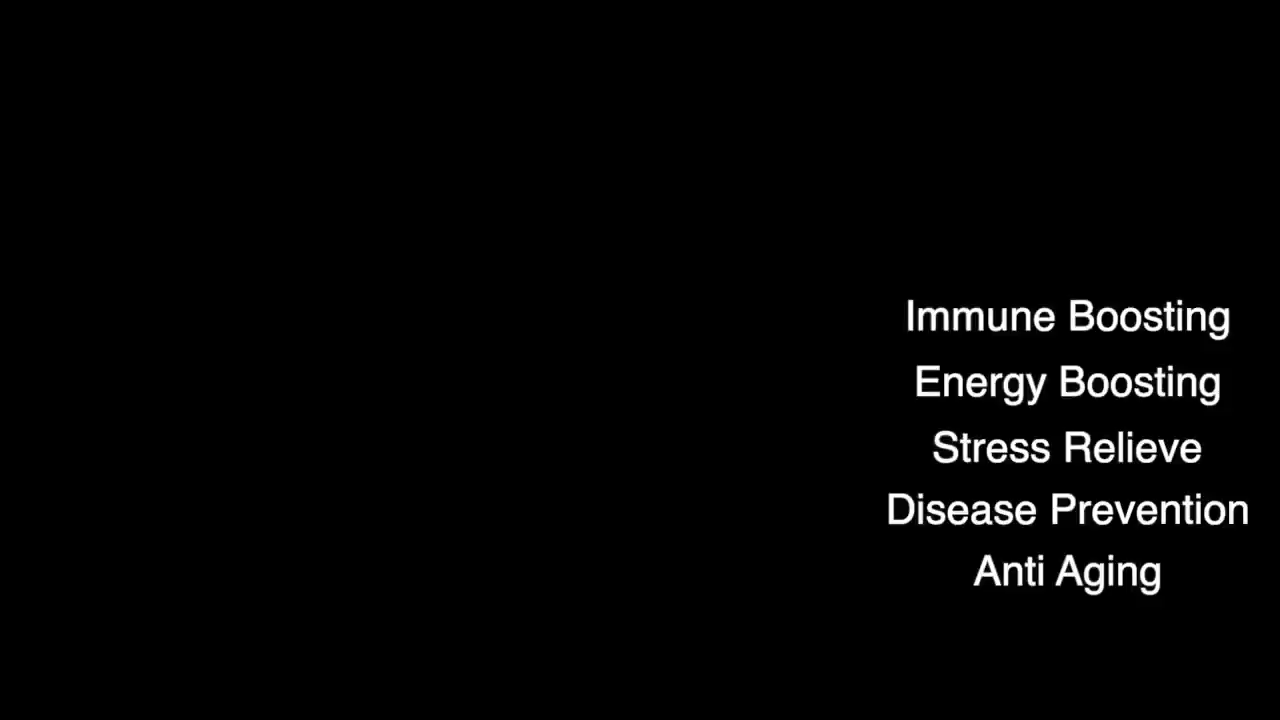 Immune Boosting
Energy Boosting
Stress Relieve
Disease Prevention
Anti Aging